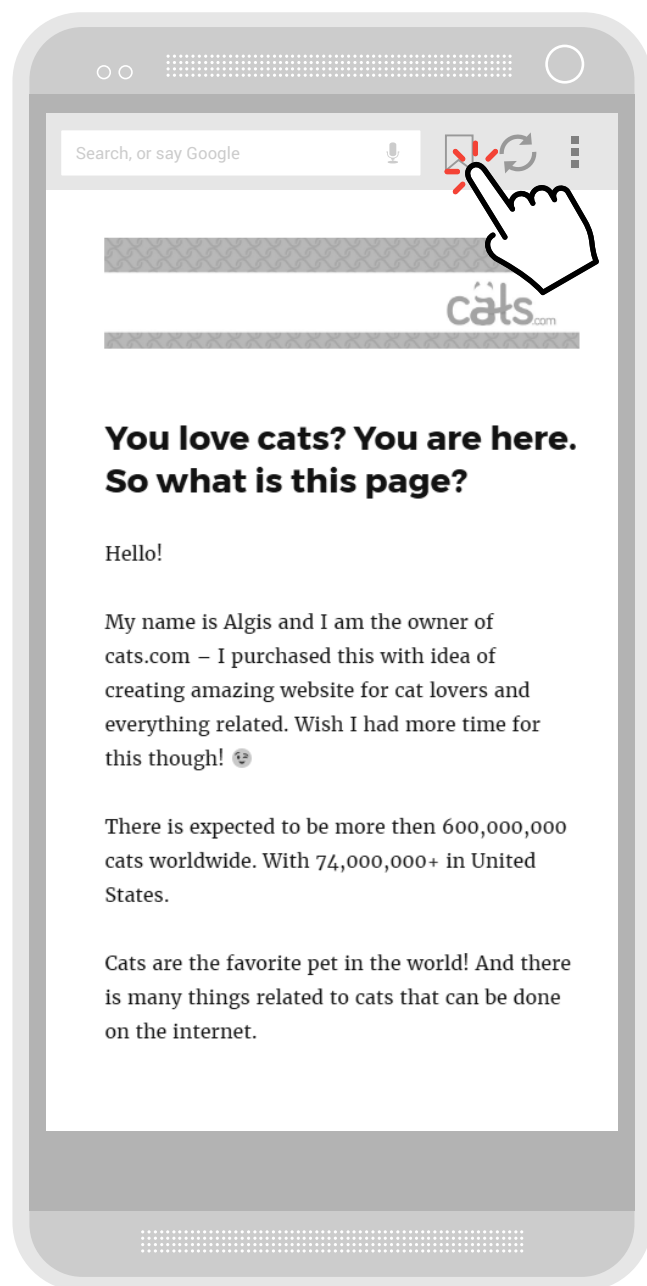 Search, or say Google
cats.com
You love cats? You are here.
So what is this page?
Hello!
My name is Algis and I am the owner of
cats.com – I purchased this with idea of
creating amazing website for cat lovers and
everything related. Wish I had more time for
this though! 😉
There is expected to be more then 600,000,000
cats worldwide. With 74,000,000+ in United
States.
Cats are the favorite pet in the world! And there
is many things related to cats that can be done
on the internet.